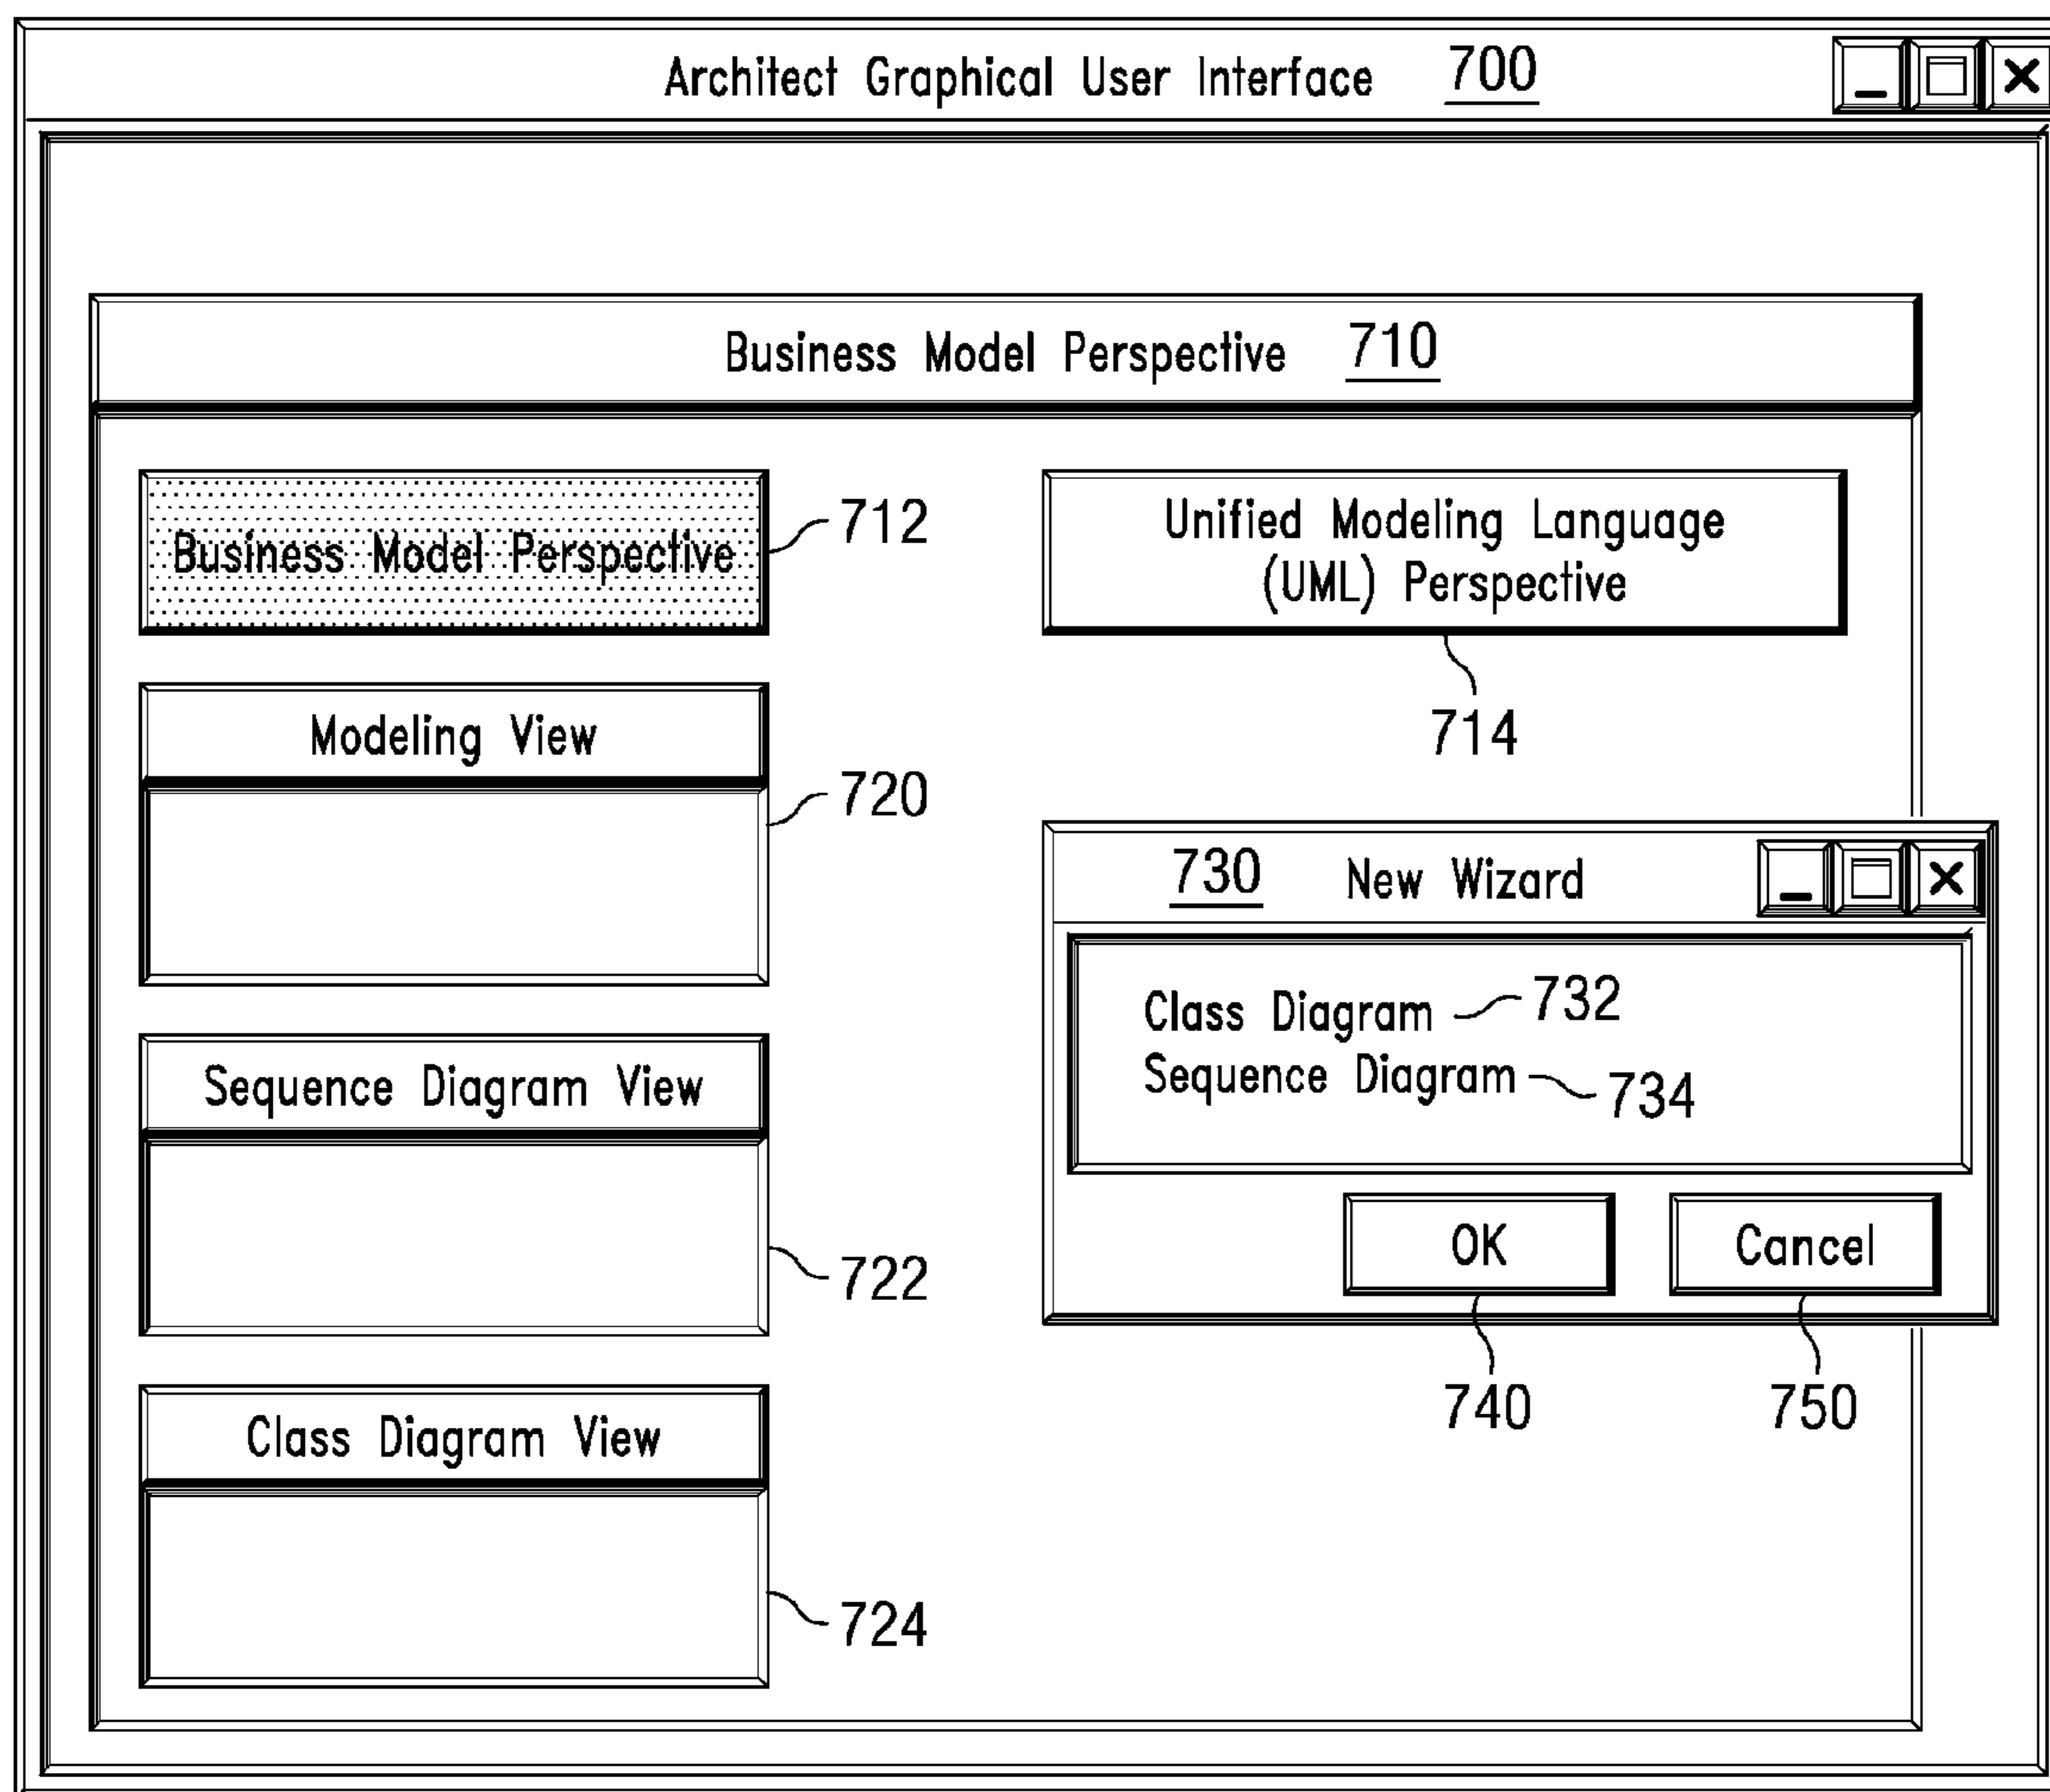 Architect Graphical User Interface 700
Business Model Perspective 710
Business Model Perspective 712
Unified Modeling Language
(UML) Perspective
714
Modeling View
720
730 New Wizard
Class Diagram 732
Sequence Diagram 734
OK Cancel
740 750
Sequence Diagram View
722
Class Diagram View
724